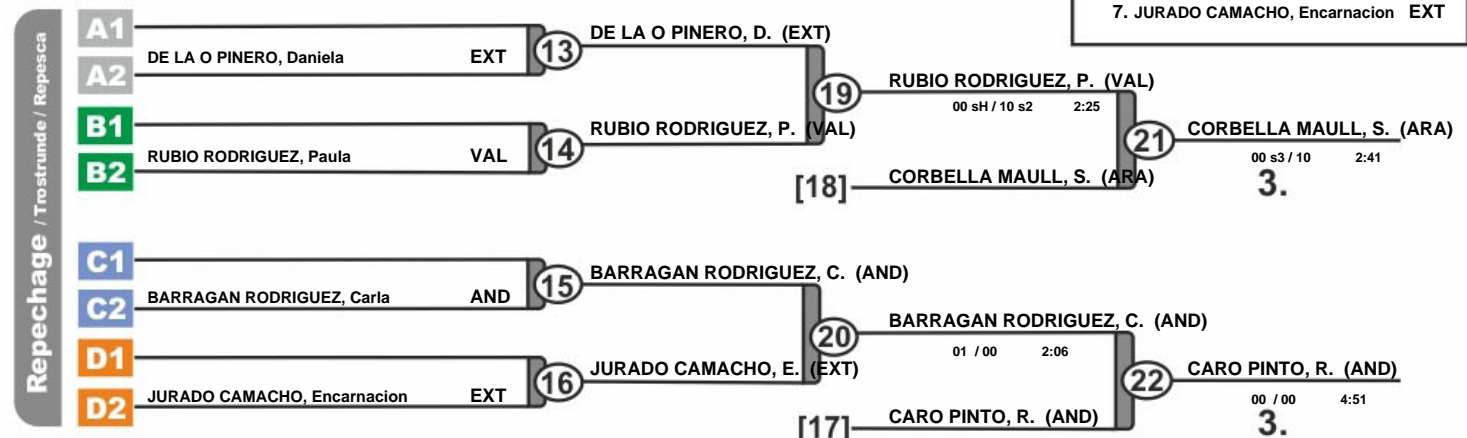 7. JURADO CAMACHO, Encarnacion EXT
Repechage / Trostrunde / Repesca
A1
DE LA O PINERO, Daniela EXT
A2
13
DE LA O PINERO, D. (EXT)
B1
RUBIO RODRIGUEZ, Paula VAL
B2
14
RUBIO RODRIGUEZ, P. (VAL)
19
RUBIO RODRIGUEZ, P. (VAL)
00 sH / 10 s2 2:25
[18]
CORBELLA MAULL, S. (ARA)
21
CORBELLA MAULL, S. (ARA)
00 s3 / 10 2:41
3.
C1
BARRAGAN RODRIGUEZ, Carla AND
C2
15
BARRAGAN RODRIGUEZ, C. (AND)
D1
JURADO CAMACHO, Encarnacion EXT
D2
16
JURADO CAMACHO, E. (EXT)
20
BARRAGAN RODRIGUEZ, C. (AND)
01 / 00 2:06
[17]
CARO PINTO, R. (AND)
22
CARO PINTO, R. (AND)
00 / 00 4:51
3.